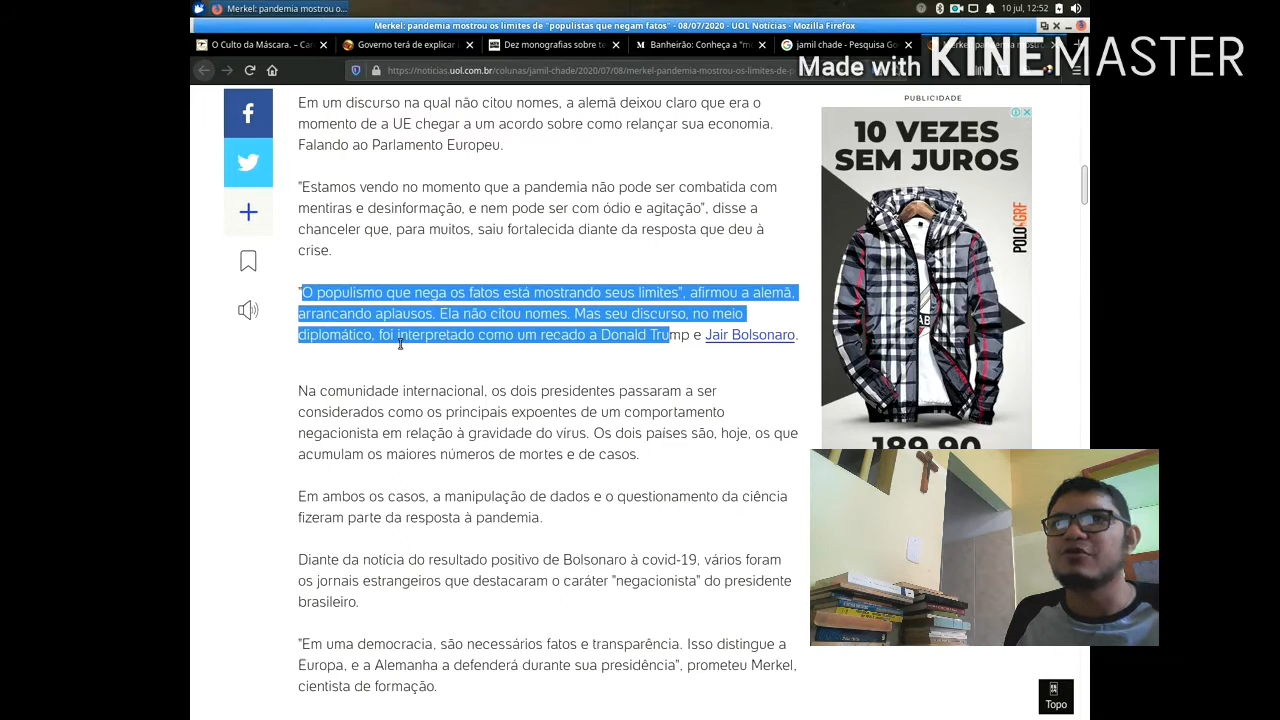 Merkel: pandemia mostrou o...
10 jul, 12:52
Merkel: pandemia mostrou os limites de "populistas que negam fatos" - 08/07/2020 - UOL Notícias - Mozilla Firefox
O Culto da Máscara. – Ca
Governo terá de explicar l
Dez monografias sobre te
Banheirão: Conheça a "m
jamil chade - Pesquisa Go
Made with KINEMASTER
https://noticias.uol.com.br/colunas/jamil-chade/2020/07/08/merkel-pandemia-mostrou-os-limites-de-p
Em um discurso na qual não citou nomes, a alemã deixou claro que era o
momento de a UE chegar a um acordo sobre como relançar sua economia.
Falando ao Parlamento Europeu.
"Estamos vendo no momento que a pandemia não pode ser combatida com
mentiras e desinformação, e nem pode ser com ódio e agitação", disse a
chanceler que, para muitos, saiu fortalecida diante da resposta que deu à
crise.
"O populismo que nega os fatos está mostrando seus limites", afirmou a alemã,
arrancando aplausos. Ela não citou nomes. Mas seu discurso, no meio
diplomático, foi interpretado como um recado a Donald Trump e Jair Bolsonaro.
Na comunidade internacional, os dois presidentes passaram a ser
considerados como os principais expoentes de um comportamento
negacionista em relação à gravidade do vírus. Os dois países são, hoje, os que
acumulam os maiores números de mortes e de casos.
Em ambos os casos, a manipulação de dados e o questionamento da ciência
fizeram parte da resposta à pandemia.
Diante da notícia do resultado positivo de Bolsonaro à covid-19, vários foram
os jornais estrangeiros que destacaram o caráter "negacionista" do presidente
brasileiro.
"Em uma democracia, são necessários fatos e transparência. Isso distingue a
Europa, e a Alemanha a defenderá durante sua presidência", prometeu Merkel,
cientista de formação.
PUBLICIDADE
10 VEZES
SEM JUROS
POLO GRF
189,90
Topo